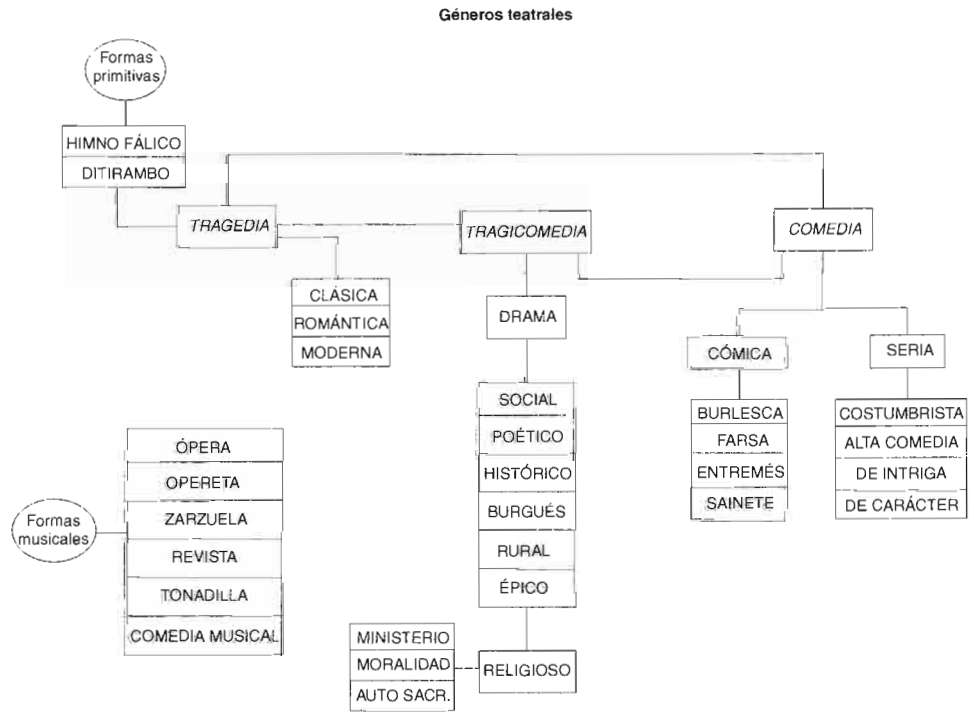 Géneros teatrales
Formas
primitivas
HIMNO FÁLICO
DITIRAMBO
TRAGEDIA
TRAGICOMEDIA
COMEDIA
CLÁSICA
ROMÁNTICA
MODERNA
DRAMA
CÓMICA
SERIA
SOCIAL
POÉTICO
HISTÓRICO
BURGUÉS
RURAL
ÉPICO
BURLESCA
FARSA
ENTREMÉS
SAINETE
COSTUMBRISTA
ALTA COMEDIA
DE INTRIGA
DE CARÁCTER
Formas
musicales
ÓPERA
OPERETA
ZARZUELA
REVISTA
TONADILLA
COMEDIA MUSICAL
MINISTERIO
MORALIDAD
AUTO SACR.
RELIGIOSO